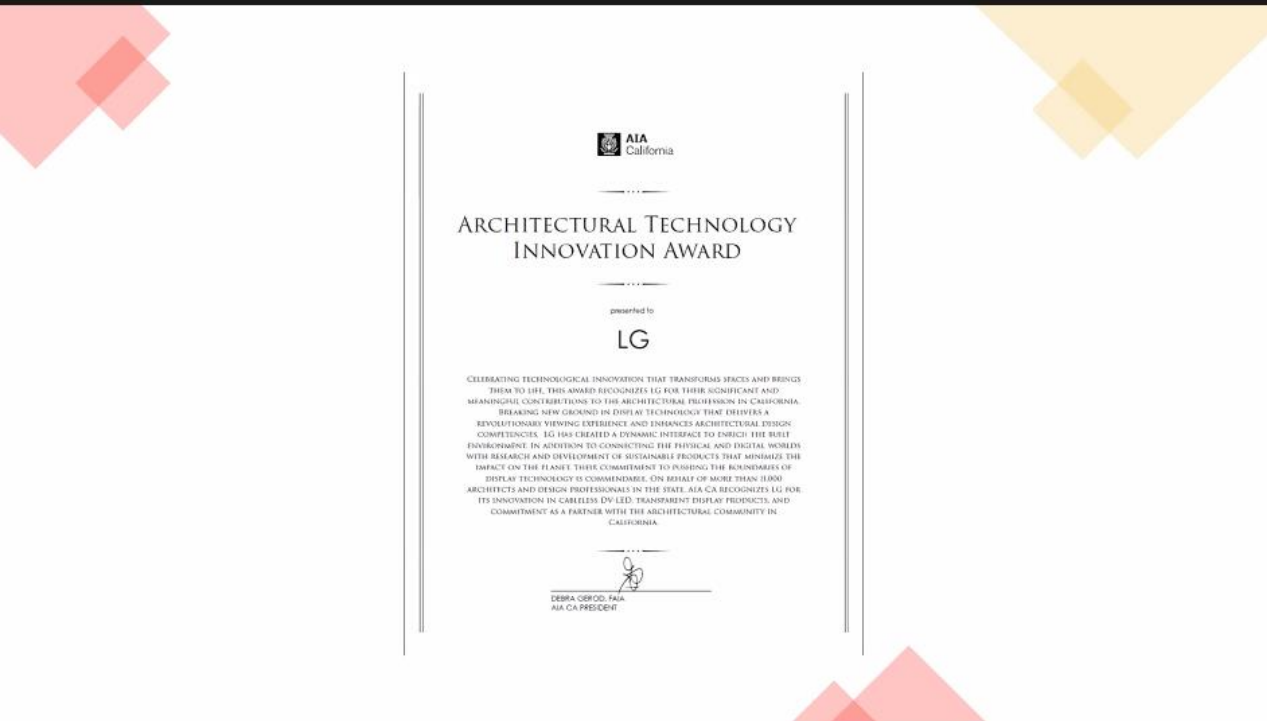 AIA
California
ARCHITECTURAL TECHNOLOGY
INNOVATION AWARD
presented to
LG
CELEBRATING TECHNOLOGICAL INNOVATION THAT TRANSFORMS SPACES AND BRINGS
THEM TO LIFE, THIS AWARD RECOGNIZES LG FOR THEIR SIGNIFICANT AND
MEANINGFUL CONTRIBUTIONS TO THE ARCHITECTURAL PROFESSION IN CALIFORNIA.
BREAKING NEW GROUND IN DISPLAY TECHNOLOGY THAT DELIVERS A
REVOLUTIONARY VIEWING EXPERIENCE AND ENHANCES ARCHITECTURAL DESIGN
COMPETENCIES, LG HAS CREATED A DYNAMIC INTERFACE TO ENRICH THE BUILT
ENVIRONMENT. IN ADDITION TO CONNECTING THE PHYSICAL AND DIGITAL WORLDS
WITH RESEARCH AND DEVELOPMENT OF SUSTAINABLE PRODUCTS THAT MINIMIZE THE
IMPACT ON THE PLANET. THEIR COMMITMENT TO PUSHING THE BOUNDARIES OF
DISPLAY TECHNOLOGY IS COMMENDABLE. ON BEHALF OF MORE THAN 11,000
ARCHITECTS AND DESIGN PROFESSIONALS IN THE STATE, AIA CA RECOGNIZES LG FOR
ITS INNOVATION IN CABLELESS DV-LED, TRANSPARENT DISPLAY PRODUCTS, AND
COMMITMENT AS A PARTNER WITH THE ARCHITECTURAL COMMUNITY IN
CALIFORNIA.
DEBRA GEROD, FAIA
AIA CA PRESIDENT